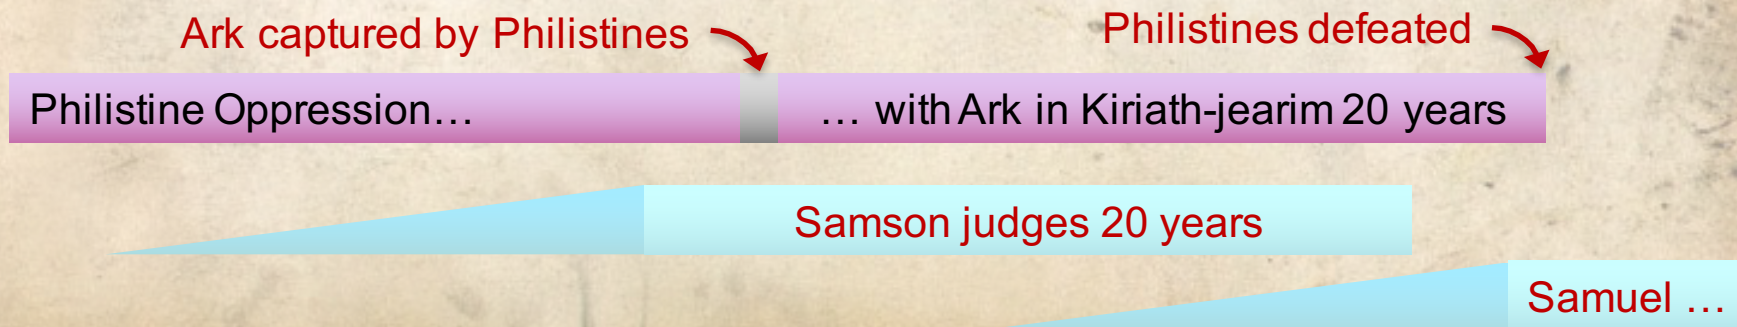 Ark captured by Philistines
Philistines defeated
Philistine Oppression…
… with Ark in Kiriath-jearim 20 years
Samson judges 20 years
Samuel …